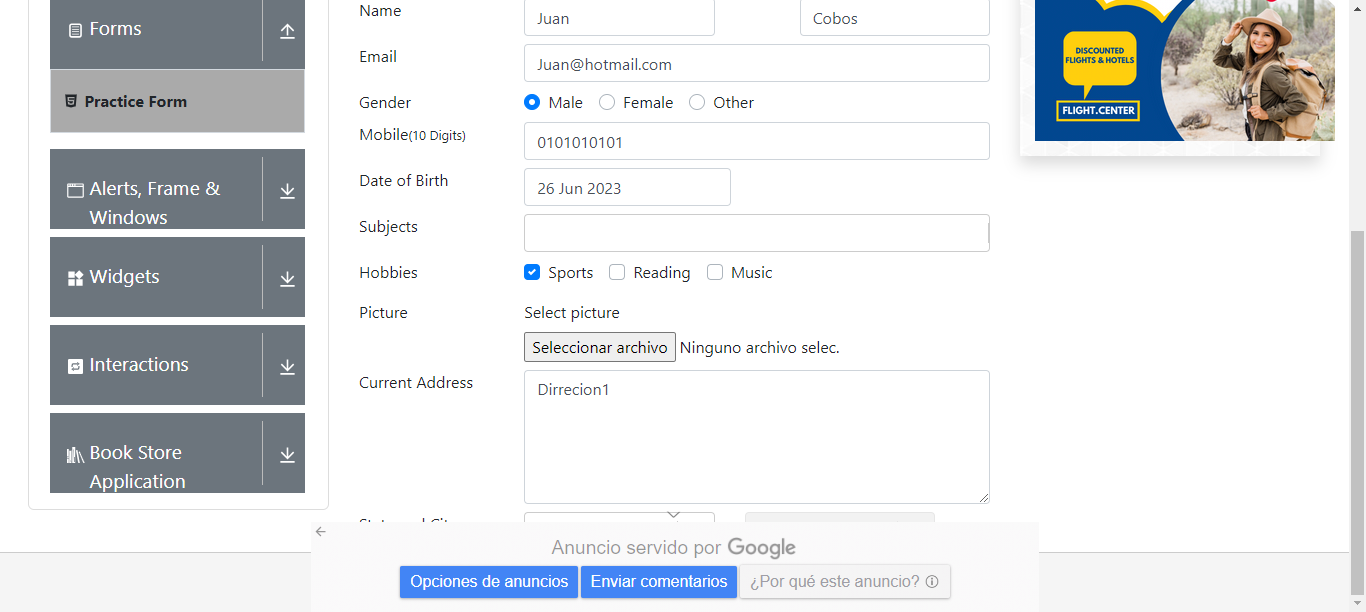 Forms
Practice Form
Alerts, Frame &
Windows
Widgets
Interactions
Book Store
Application
Name
Juan
Cobos
Email
Juan@hotmail.com
Gender
Male
Female
Other
Mobile(10 Digits)
0101010101
Date of Birth
26 Jun 2023
Subjects
Hobbies
Sports
Reading
Music
Picture
Select picture
Seleccionar archivo
Ninguno archivo selec.
Current Address
Dirrecion1
DISCOUNTED
FLIGHTS & HOTELS
FLIGHT.CENTER
Anuncio servido por Google
Opciones de anuncios
Enviar comentarios
¿Por qué este anuncio?